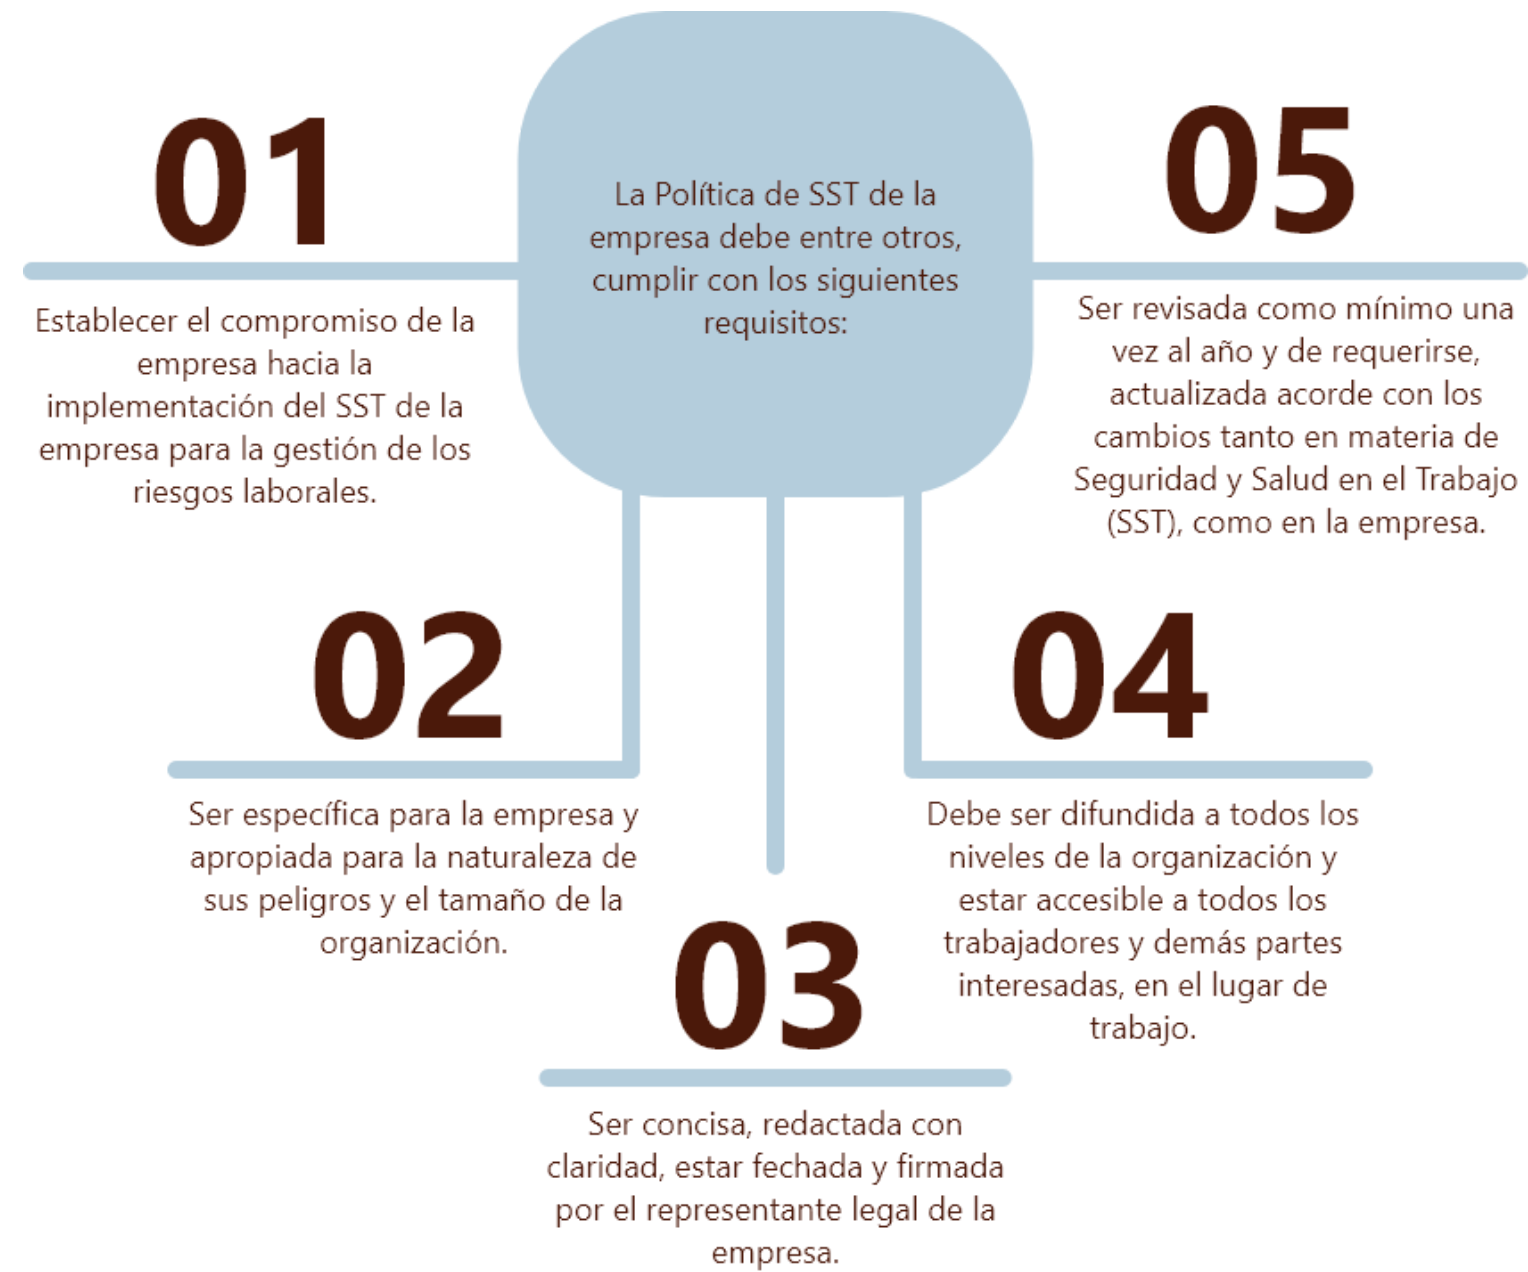 La Política de SST de la
empresa debe entre otros,
cumplir con los siguientes
requisitos:
01
Establecer el compromiso de la
empresa hacia la
implementación del SST de la
empresa para la gestión de los
riesgos laborales.
02
Ser específica para la empresa y
apropiada para la naturaleza de
sus peligros y el tamaño de la
organización.
03
Ser concisa, redactada con
claridad, estar fechada y firmada
por el representante legal de la
empresa.
04
Debe ser difundida a todos los
niveles de la organización y
estar accesible a todos los
trabajadores y demás partes
interesadas, en el lugar de
trabajo.
05
Ser revisada como mínimo una
vez al año y de requerirse,
actualizada acorde con los
cambios tanto en materia de
Seguridad y Salud en el Trabajo
(SST), como en la empresa.